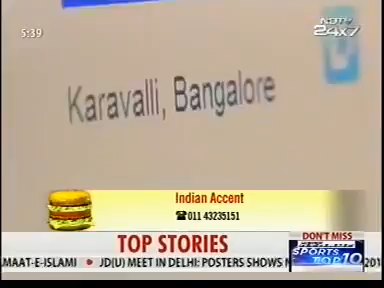 NDTV
24x7
5:39
Karavalli, Bangalore
Indian Accent
011 43235151
TOP STORIES
DON'T MISS
SPORTS
TOP 10
MAAT-E-ISLAMI • JD(U) MEET IN DELHI: POSTERS SHOWS N
201